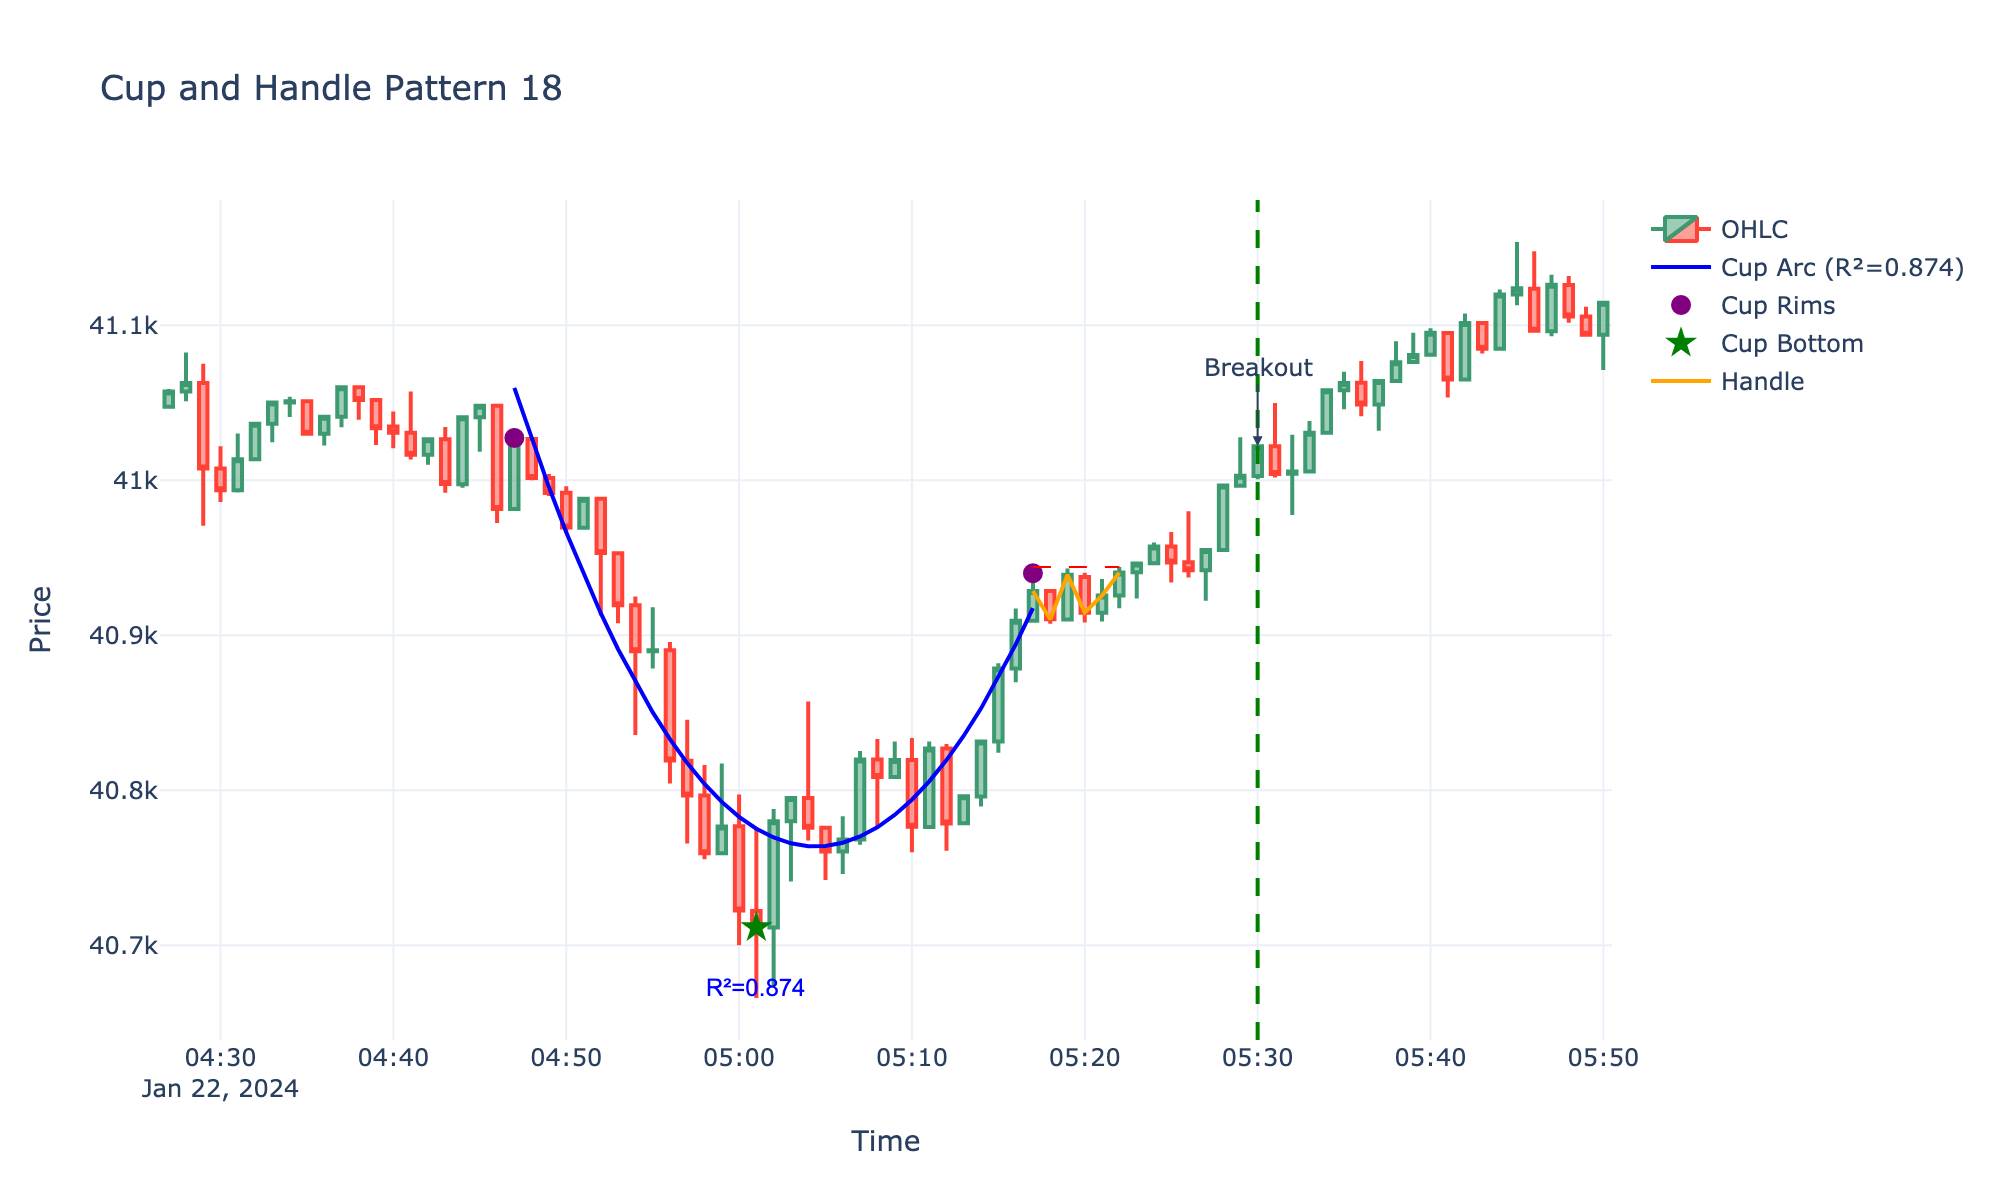 Cup and Handle Pattern 18
OHLC
Cup Arc (R²=0.874)
Cup Rims
Cup Bottom
Handle
Breakout
R²=0.874
Price
41.1k
41k
40.9k
40.8k
40.7k
04:30 04:40 04:50 05:00 05:10 05:20 05:30 05:40 05:50
Jan 22, 2024
Time